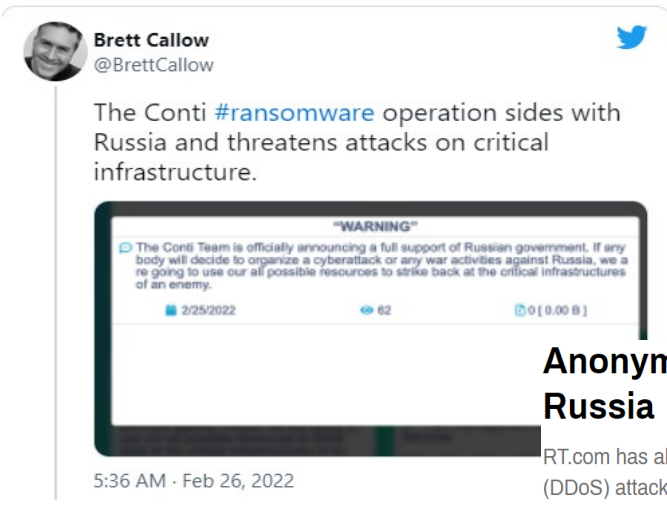 Brett Callow
@BrettCallow
The Conti #ransomware operation sides with
Russia and threatens attacks on critical
infrastructure.
"WARNING"
The Conti Team is officially announcing a full support of Russian government. If any
body will decide to organize a cyberattack or any war activities against Russia, we a
re going to use our all possible resources to strike back at the critical infrastructures
of an enemy.
2/25/2022 62 0 [ 0.00 B ]
5:36 AM · Feb 26, 2022
Anonym
Russia
RT.com has al
(DDoS) attack